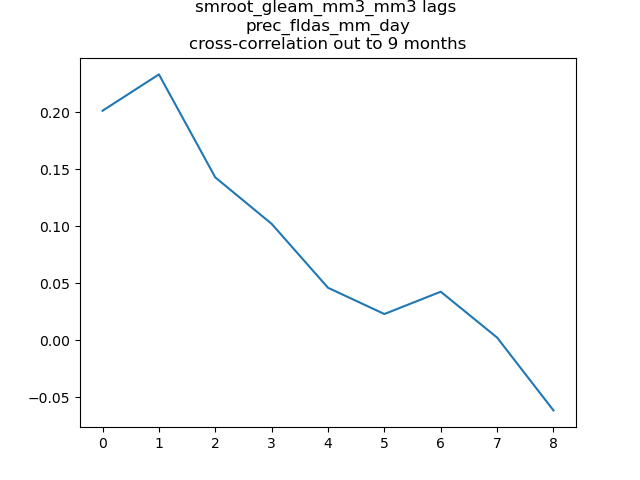 smroot_gleam_mm3_mm3 lags
prec_fldas_mm_day
cross-correlation out to 9 months
0.20
0.15
0.10
0.05
0.00
−0.05
0 1 2 3 4 5 6 7 8